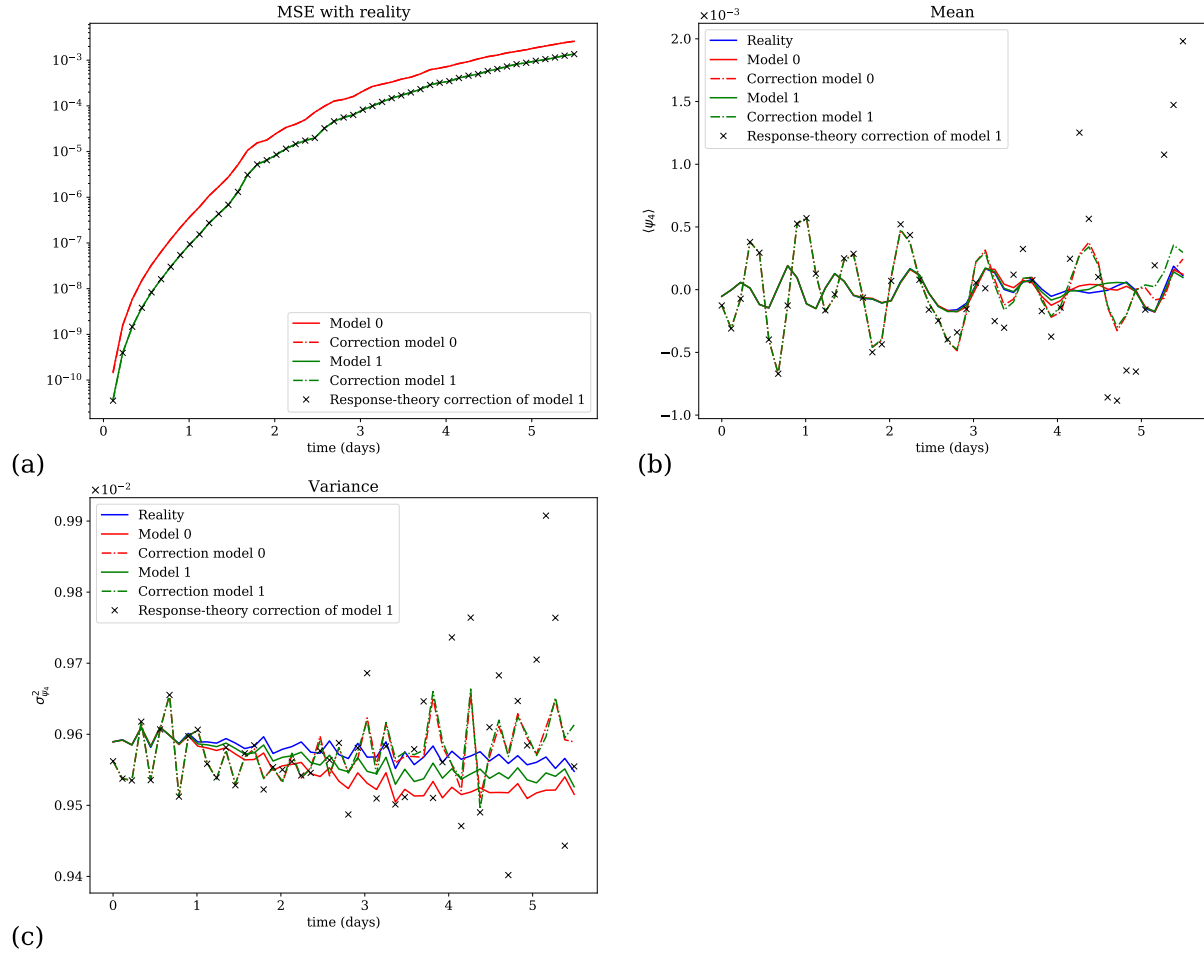 MSE with reality
10⁻³
10⁻⁴
10⁻⁵
10⁻⁶
10⁻⁷
10⁻⁸
10⁻⁹
10⁻¹⁰
Model 0
Correction model 0
Model 1
Correction model 1
Response-theory correction of model 1
0 1 2 3 4 5
time (days)
(a)
×10⁻³
Mean
2.0
1.5
1.0
0.5
0.0
−0.5
−1.0
⟨ψ₄⟩
Reality
Model 0
Correction model 0
Model 1
Correction model 1
Response-theory correction of model 1
0 1 2 3 4 5
time (days)
(b)
×10⁻²
Variance
0.99
0.98
0.97
0.96
0.95
0.94
σ²ψ₄
Reality
Model 0
Correction model 0
Model 1
Correction model 1
Response-theory correction of model 1
0 1 2 3 4 5
time (days)
(c)